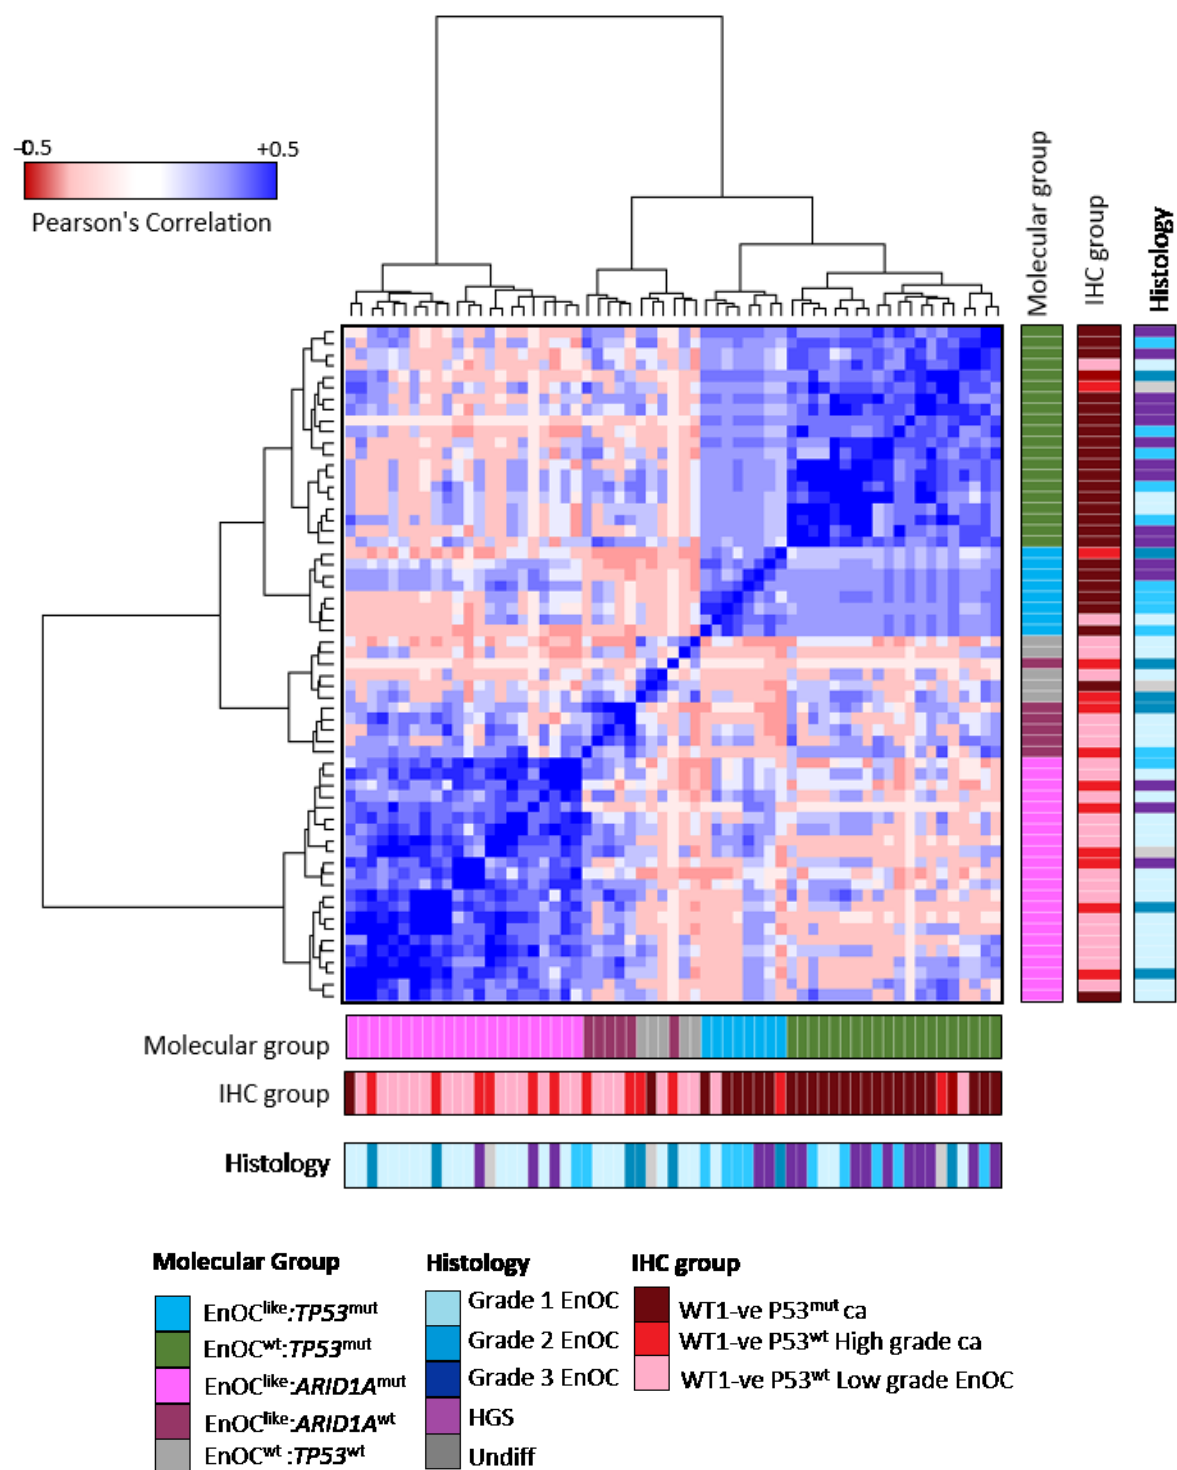 -0.5
+0.5
Pearson's Correlation
Molecular group
IHC group
Histology
Molecular group
IHC group
Histology
Molecular Group
EnOClike:TP53mut
EnOCwt:TP53mut
EnOClike:ARID1Amut
EnOClike:ARID1Awt
EnOCwt :TP53wt
Histology
Grade 1 EnOC
Grade 2 EnOC
Grade 3 EnOC
HGS
Undiff
IHC group
WT1-ve P53mut ca
WT1-ve P53wt High grade ca
WT1-ve P53wt Low grade EnOC